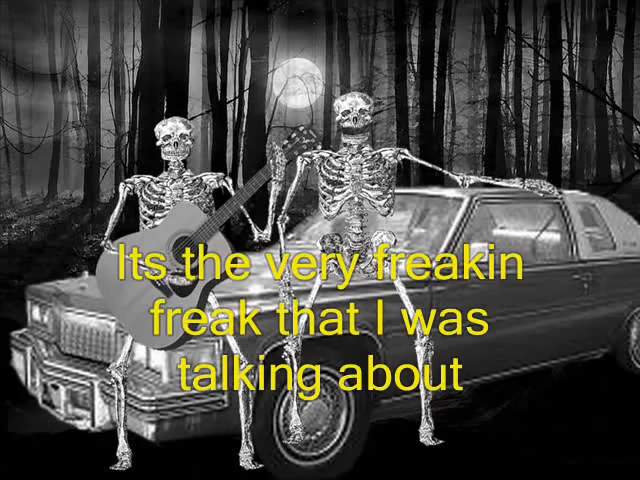 Its the very freakin
freak that I was
talking about